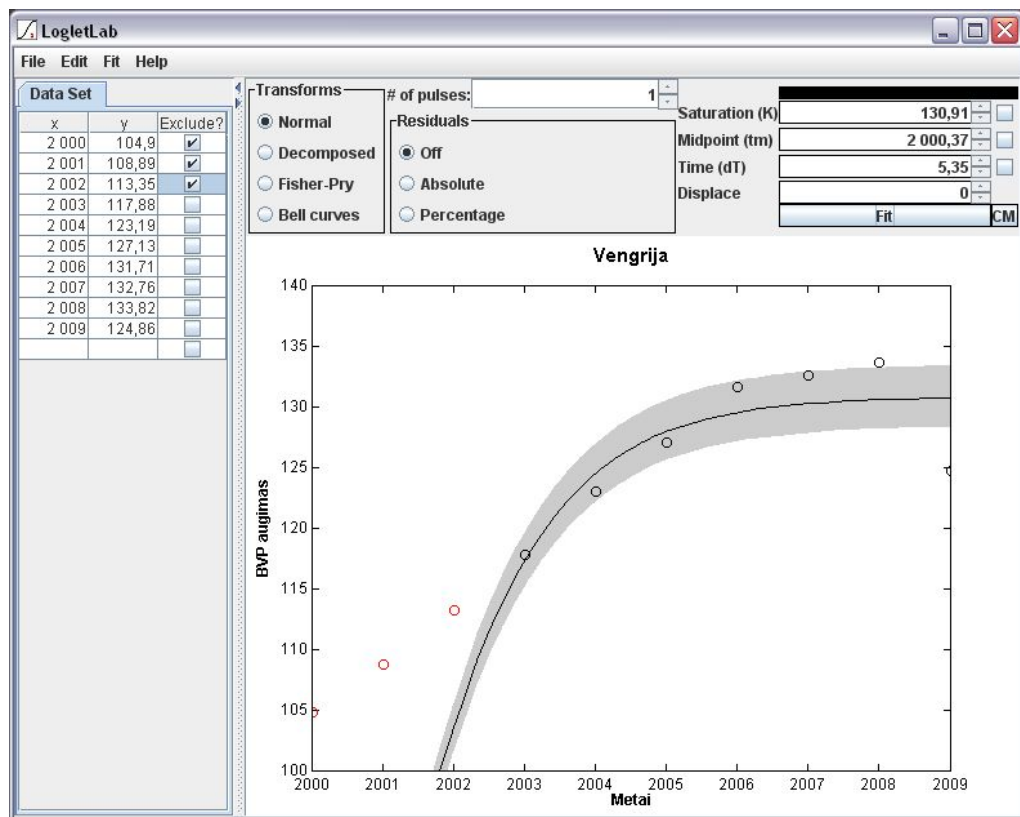 LogletLab
File Edit Fit Help
Data Set
x y Exclude?
2 000 104,9
2 001 108,89
2 002 113,35
2 003 117,88
2 004 123,19
2 005 127,13
2 006 131,71
2 007 132,76
2 008 133,82
2 009 124,86
Transforms
Normal
Decomposed
Fisher-Pry
Bell curves
# of pulses: 1
Residuals
Off
Absolute
Percentage
Saturation (K) 130,91
Midpoint (tm) 2 000,37
Time (dT) 5,35
Displace 0
Fit CM
Vengrija
140
135
130
125
120
115
110
105
100
BVP augimas
2000 2001 2002 2003 2004 2005 2006 2007 2008 2009
Metai